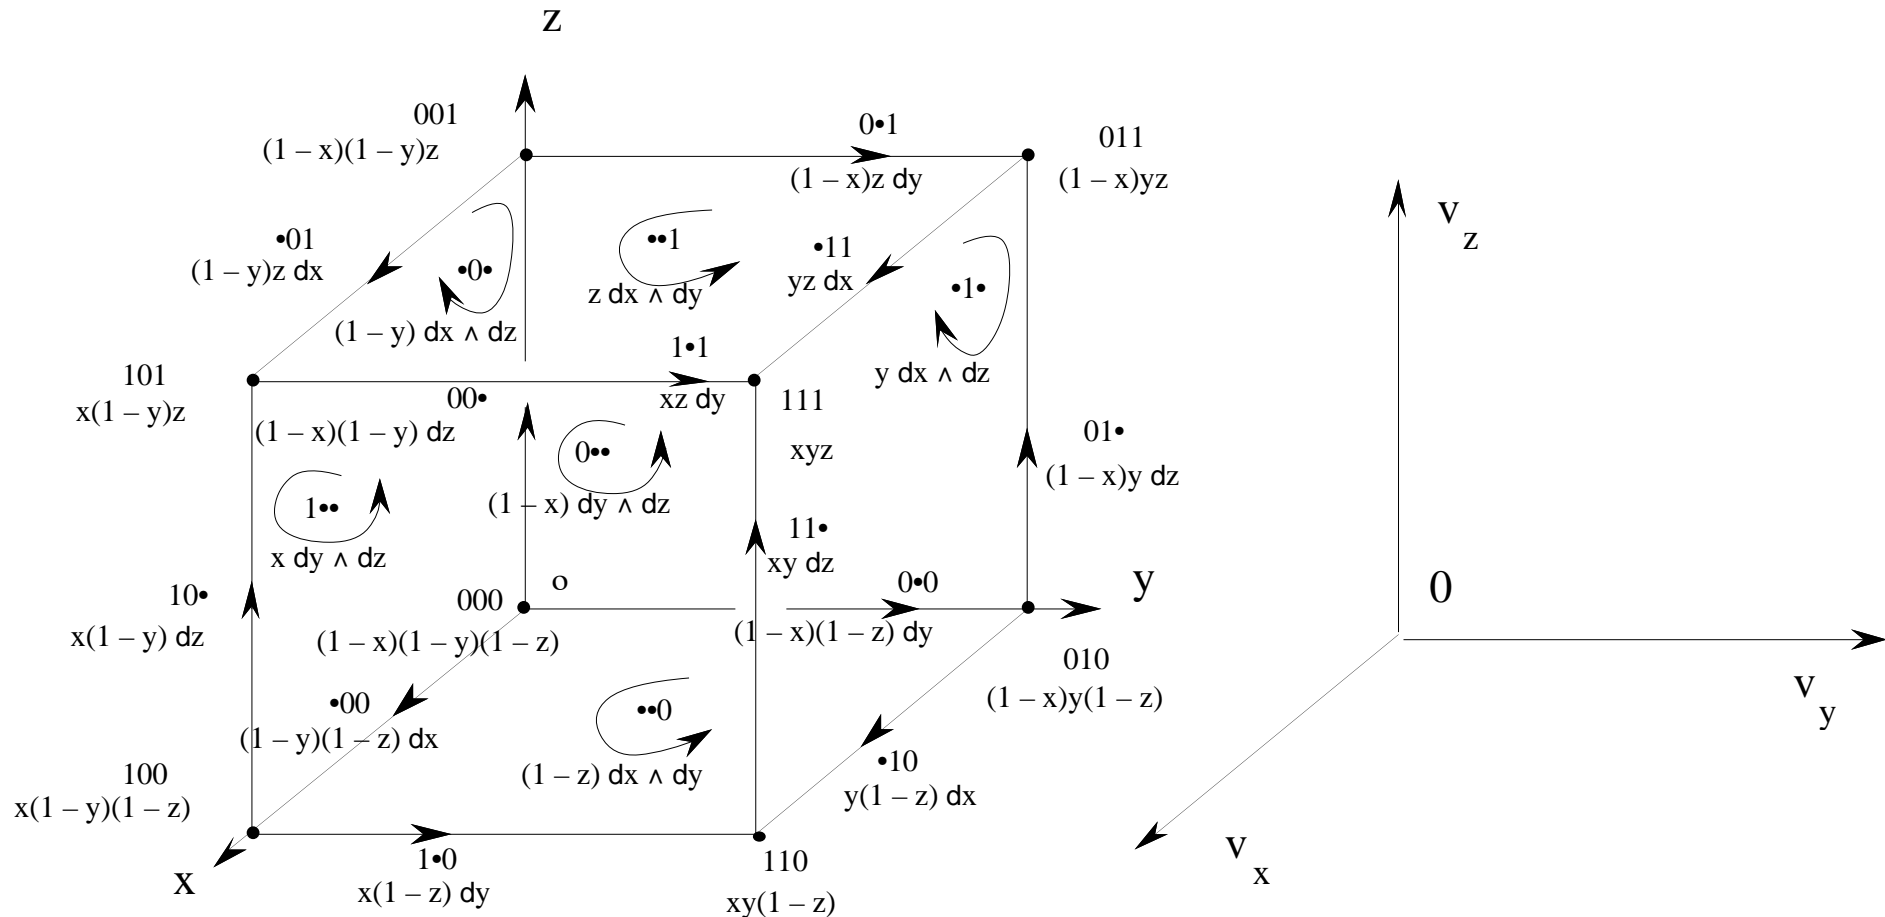 z
001
(1 – x)(1 – y)z
0•1
(1 – x)z dy
011
(1 – x)yz
•01
(1 – y)z dx
•0•
(1 – y) dx ∧ dz
••1
z dx ∧ dy
•11
yz dx
•1•
y dx ∧ dz
101
x(1 – y)z
1•1
xz dy
111
xyz
00•
(1 – x)(1 – y) dz
0••
(1 – x) dy ∧ dz
01•
(1 – x)y dz
1••
x dy ∧ dz
11•
xy dz
10•
x(1 – y) dz
000
o
(1 – x)(1 – y)(1 – z)
0•0
(1 – x)(1 – z) dy
y
010
(1 – x)y(1 – z)
•00
(1 – y)(1 – z) dx
••0
(1 – z) dx ∧ dy
•10
y(1 – z) dx
100
x(1 – y)(1 – z)
x
1•0
x(1 – z) dy
110
xy(1 – z)
v
z
0
v
y
v
x